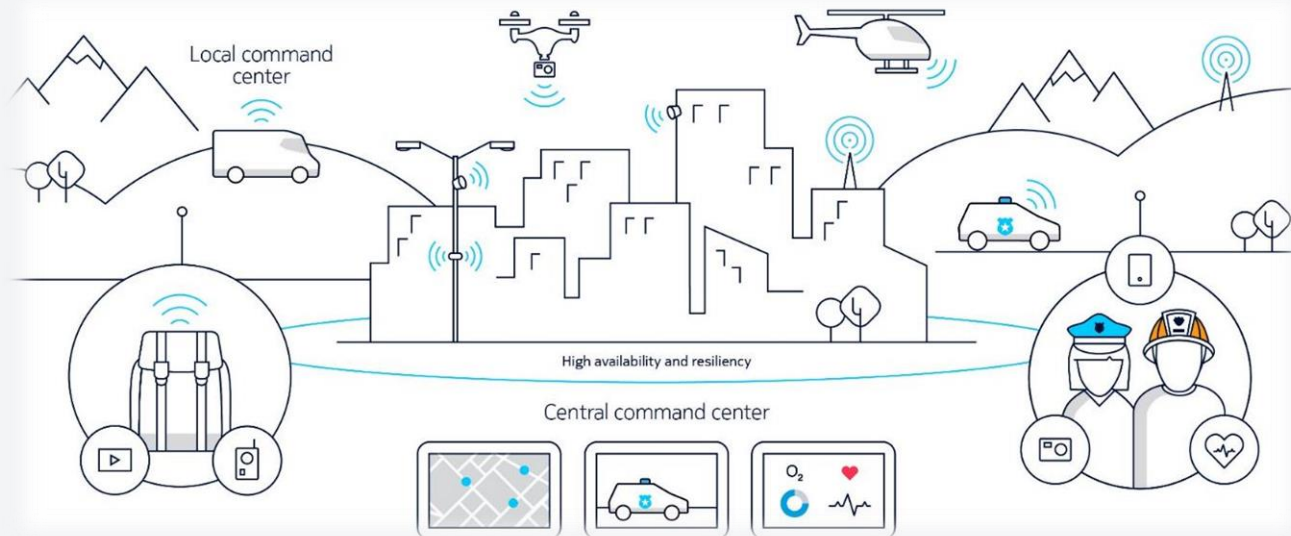 Local command
center
High availability and resiliency
Central command center
O₂